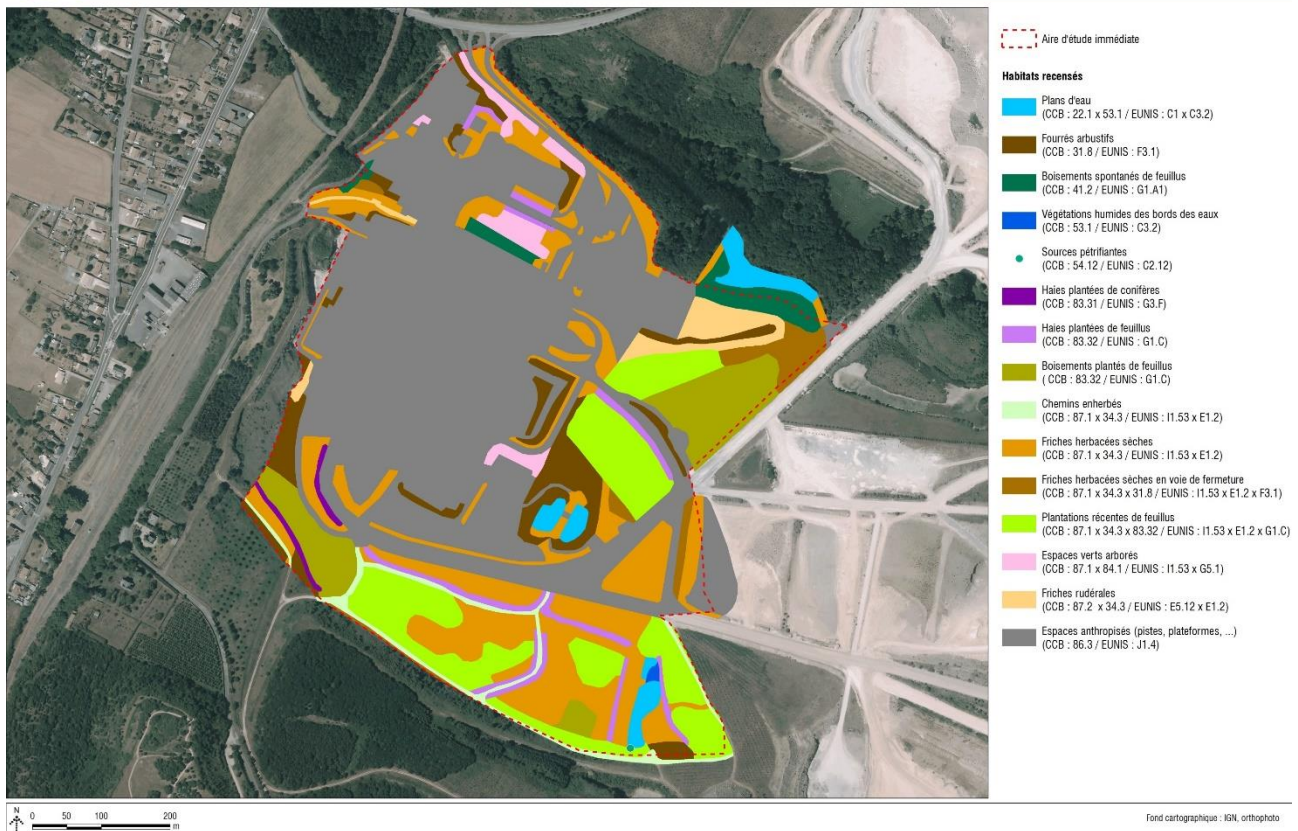 Aire d'étude immédiate
Habitats recensés
Plans d'eau
(CCB : 22.1 x 53.1 / EUNIS : C1 x C3.2)
Fourrés arbustifs
(CCB : 31.8 / EUNIS : F3.1)
Boisements spontanés de feuillus
(CCB : 41.2 / EUNIS : G1.A1)
Végétations humides des bords des eaux
(CCB : 53.1 / EUNIS : C3.2)
Sources pétrifiantes
(CCB : 54.12 / EUNIS : C2.12)
Haies plantées de conifères
(CCB : 83.31 / EUNIS : G3.F)
Haies plantées de feuillus
(CCB : 83.32 / EUNIS : G1.C)
Boisements plantés de feuillus
( CCB : 83.32 / EUNIS : G1.C)
Chemins enherbés
(CCB : 87.1 x 34.3 / EUNIS : I1.53 x E1.2)
Friches herbacées sèches
(CCB : 87.1 x 34.3 / EUNIS : I1.53 x E1.2)
Friches herbacées sèches en voie de fermeture
(CCB : 87.1 x 34.3 x 31.8 / EUNIS : I1.53 x E1.2 x F3.1)
Plantations récentes de feuillus
(CCB : 87.1 x 34.3 x 83.32 / EUNIS : I1.53 x E1.2 x G1.C)
Espaces verts arborés
(CCB : 87.1 x 84.1 / EUNIS : I1.53 x G5.1)
Friches rudérales
(CCB : 87.2 x 34.3 / EUNIS : E5.12 x E1.2)
Espaces anthropisés (pistes, plateformes, ...)
(CCB : 86.3 / EUNIS : J1.4)
N
0 50 100 200
m
Fond cartographique : IGN, orthophoto